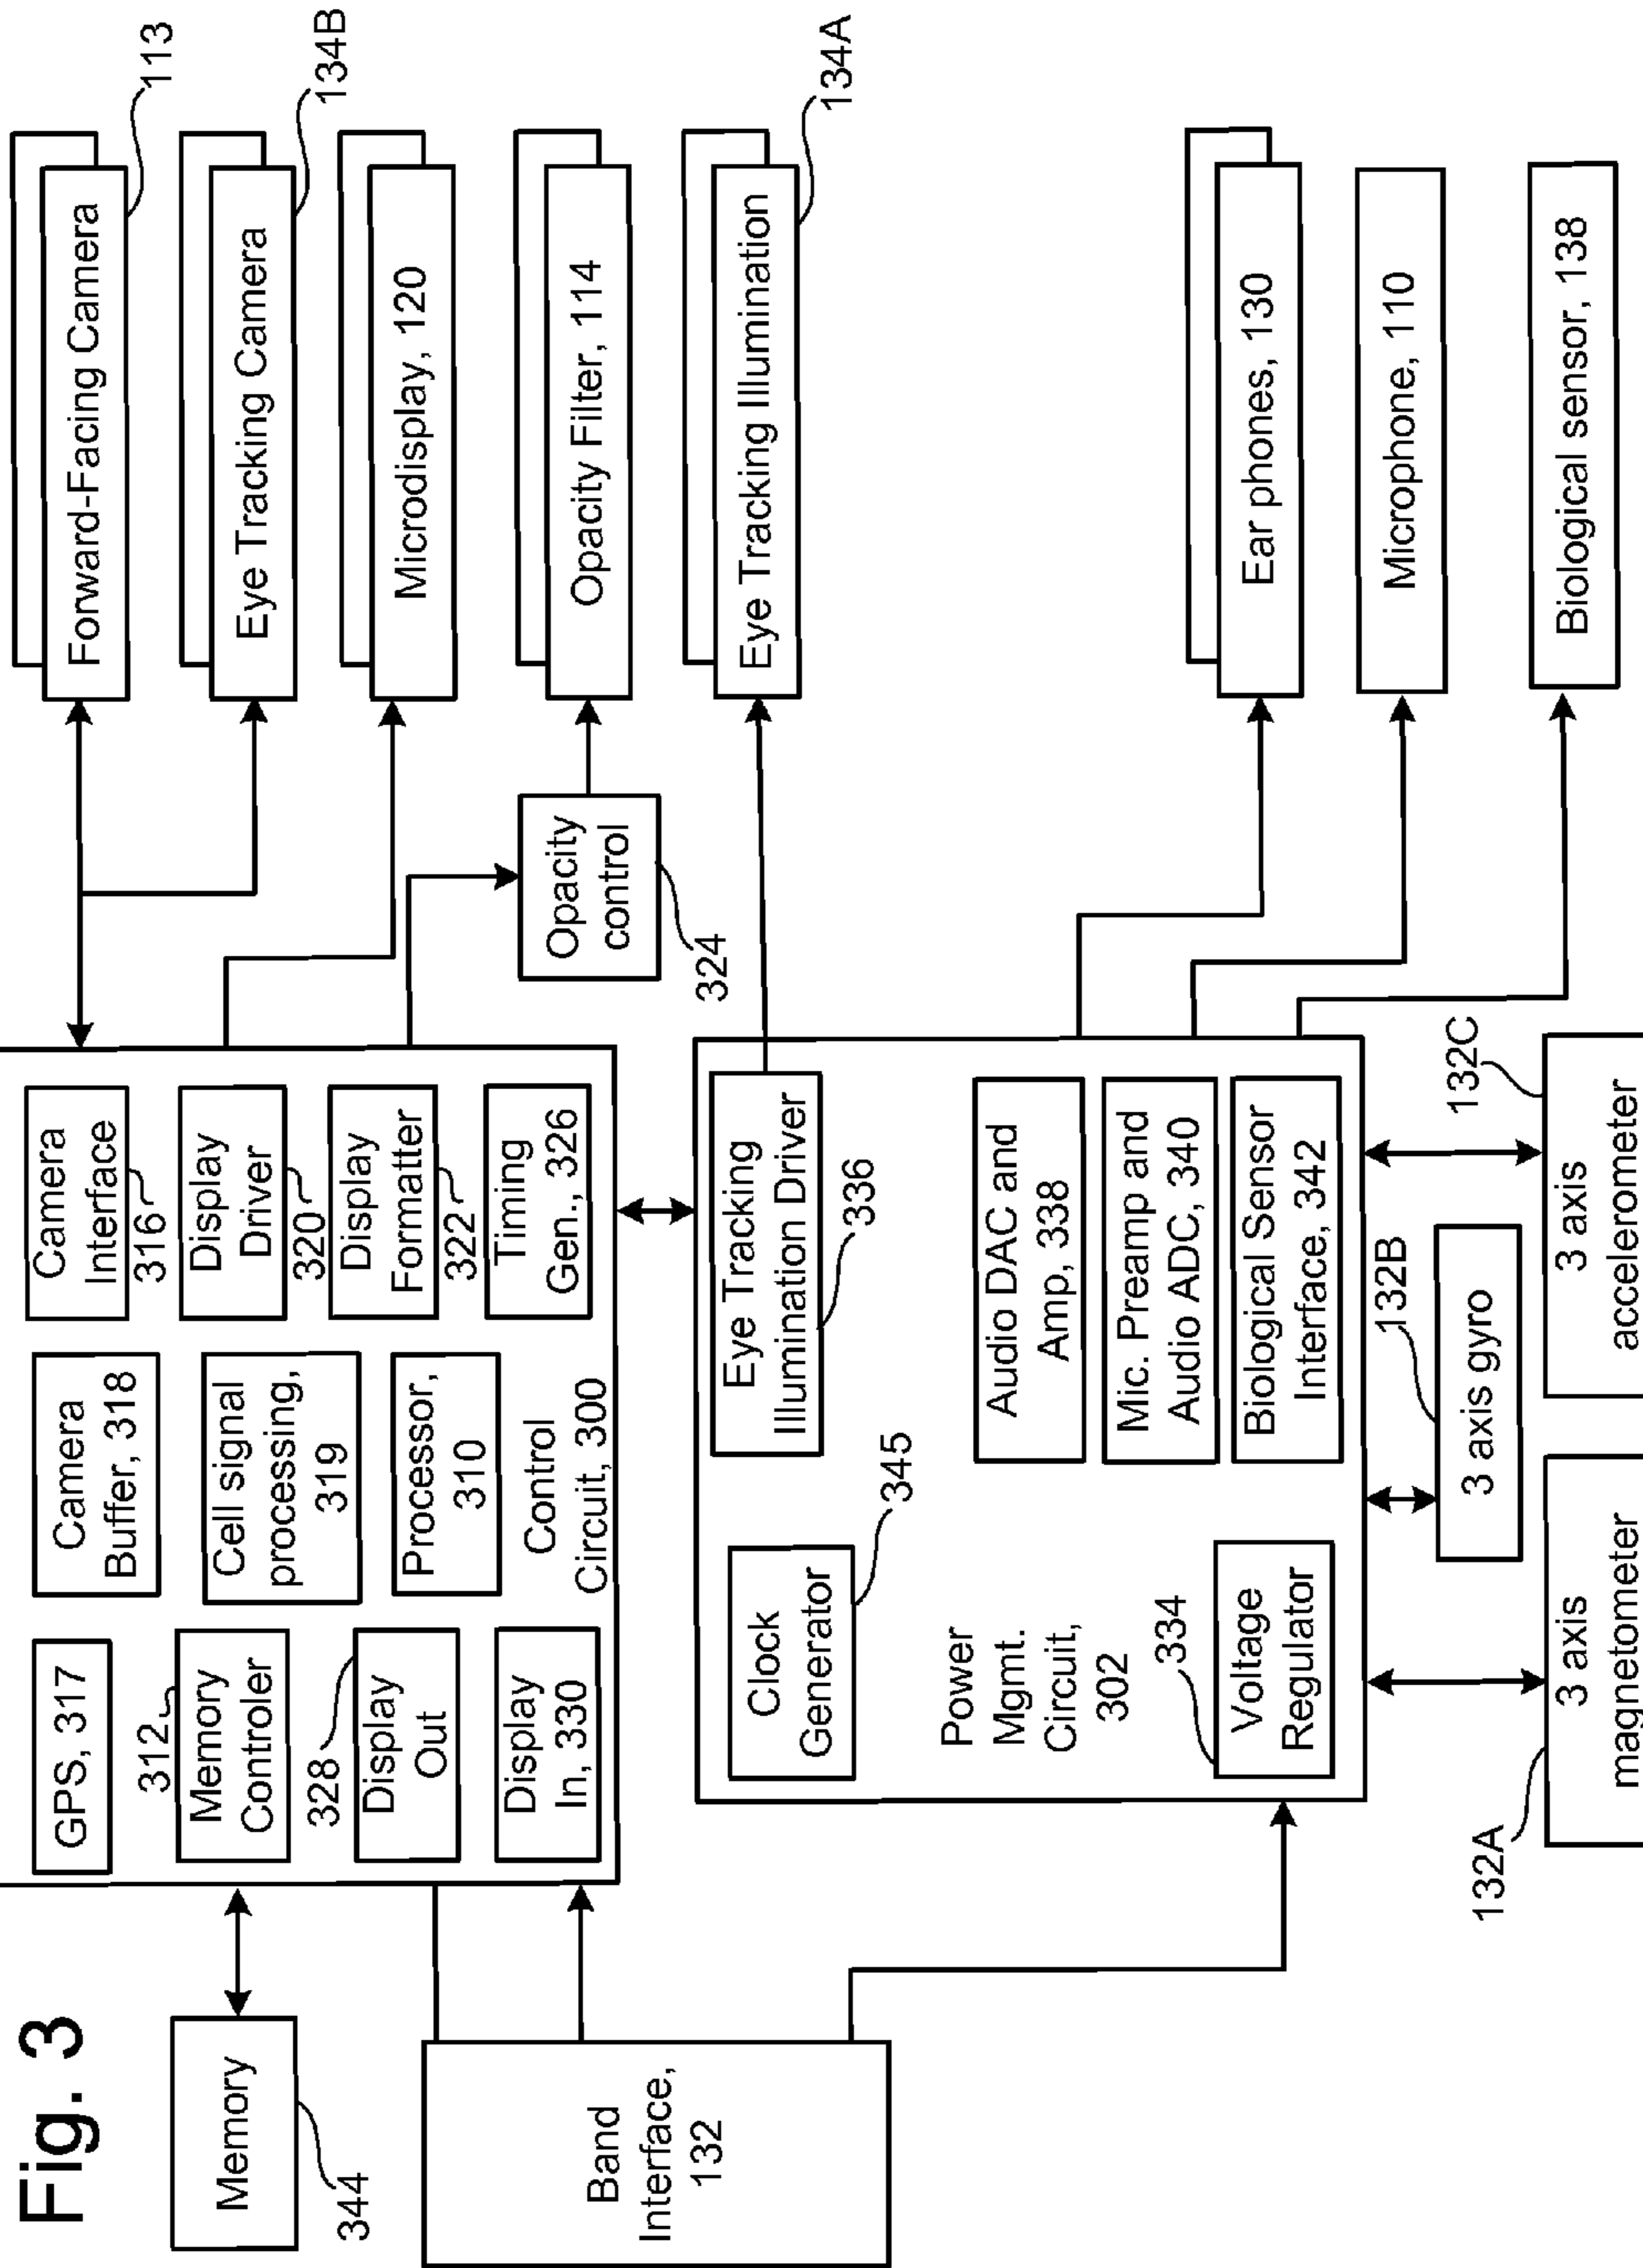 Fig. 3
Memory
344
Band
Interface,
132
GPS, 317
312
Memory
Controler
328
Display
Out
Display
In, 330
Camera
Buffer, 318
Cell signal
processing,
319
Processor,
310
Control
Circuit, 300
Camera
Interface
316
Display
Driver
320
Display
Formatter
322
Timing
Gen., 326
Opacity
control
324
Forward-Facing Camera
113
Eye Tracking Camera
134B
Microdisplay, 120
Opacity Filter, 114
Eye Tracking Illumination
134A
Clock
Generator
345
Power
Mgmt.
Circuit,
302
334
Voltage
Regulator
Eye Tracking
Illumination Driver
336
Audio DAC and
Amp, 338
Mic. Preamp and
Audio ADC, 340
Biological Sensor
Interface, 342
Ear phones, 130
Microphone, 110
Biological sensor, 138
132A
3 axis
magnetometer
132B
3 axis gyro
132C
3 axis
accelerometer